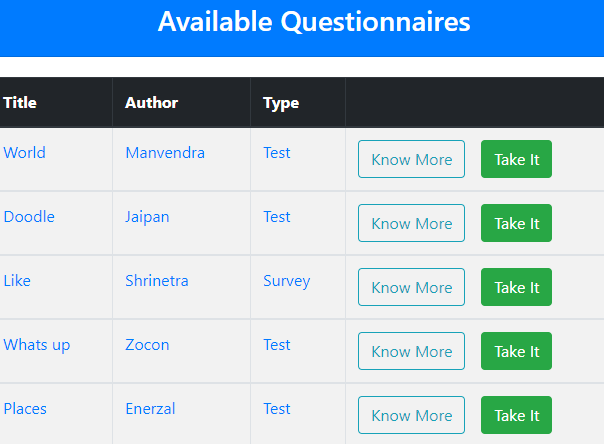 Available Questionnaires
Title Author Type
World Manvendra Test Know More Take It
Doodle Jaipan Test Know More Take It
Like Shrinetra Survey Know More Take It
Whats up Zocon Test Know More Take It
Places Enerzal Test Know More Take It